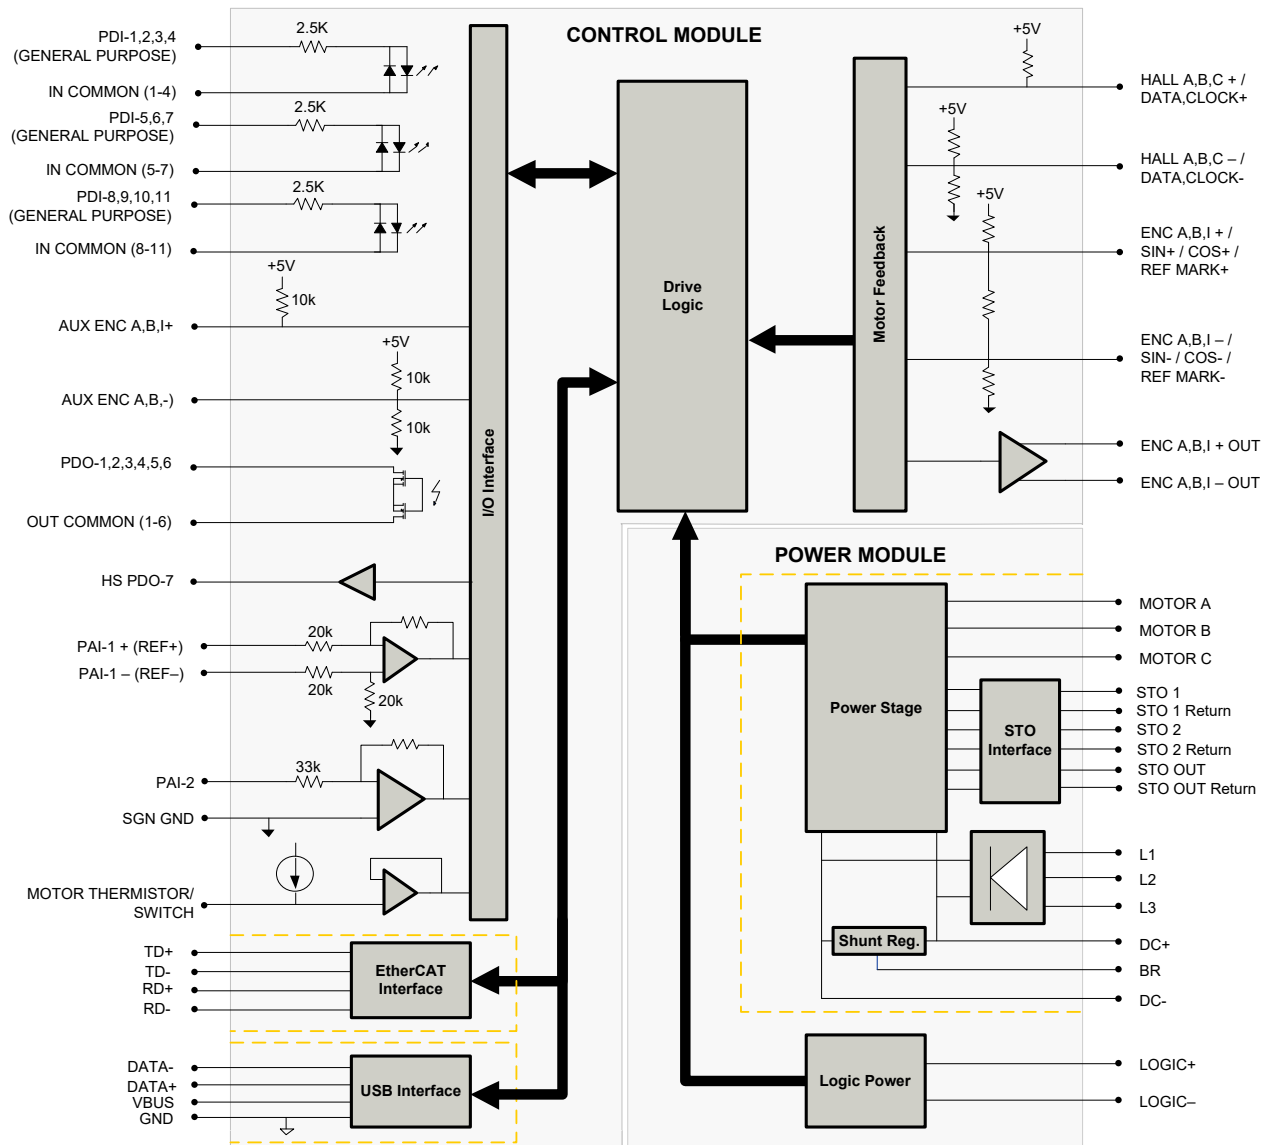 CONTROL MODULE
PDI-1,2,3,4
(GENERAL PURPOSE)
2.5K
IN COMMON (1-4)
PDI-5,6,7
(GENERAL PURPOSE)
2.5K
IN COMMON (5-7)
PDI-8,9,10,11
(GENERAL PURPOSE)
2.5K
IN COMMON (8-11)
+5V
10k
AUX ENC A,B,I+
+5V
10k
AUX ENC A,B,-)
10k
PDO-1,2,3,4,5,6
OUT COMMON (1-6)
HS PDO-7
PAI-1 + (REF+)
20k
PAI-1 – (REF–)
20k
20k
PAI-2
33k
SGN GND
MOTOR THERMISTOR/
SWITCH
I/O Interface
TD+
TD-
RD+
RD-
EtherCAT
Interface
DATA-
DATA+
VBUS
GND
USB Interface
Drive
Logic
Motor Feedback
+5V
HALL A,B,C + /
DATA,CLOCK+
+5V
HALL A,B,C – /
DATA,CLOCK-
+5V
ENC A,B,I + /
SIN+ / COS+ /
REF MARK+
ENC A,B,I – /
SIN- / COS- /
REF MARK-
ENC A,B,I + OUT
ENC A,B,I – OUT
POWER MODULE
Power Stage
MOTOR A
MOTOR B
MOTOR C
STO
Interface
STO 1
STO 1 Return
STO 2
STO 2 Return
STO OUT
STO OUT Return
L1
L2
L3
Shunt Reg.
DC+
BR
DC-
Logic Power
LOGIC+
LOGIC–